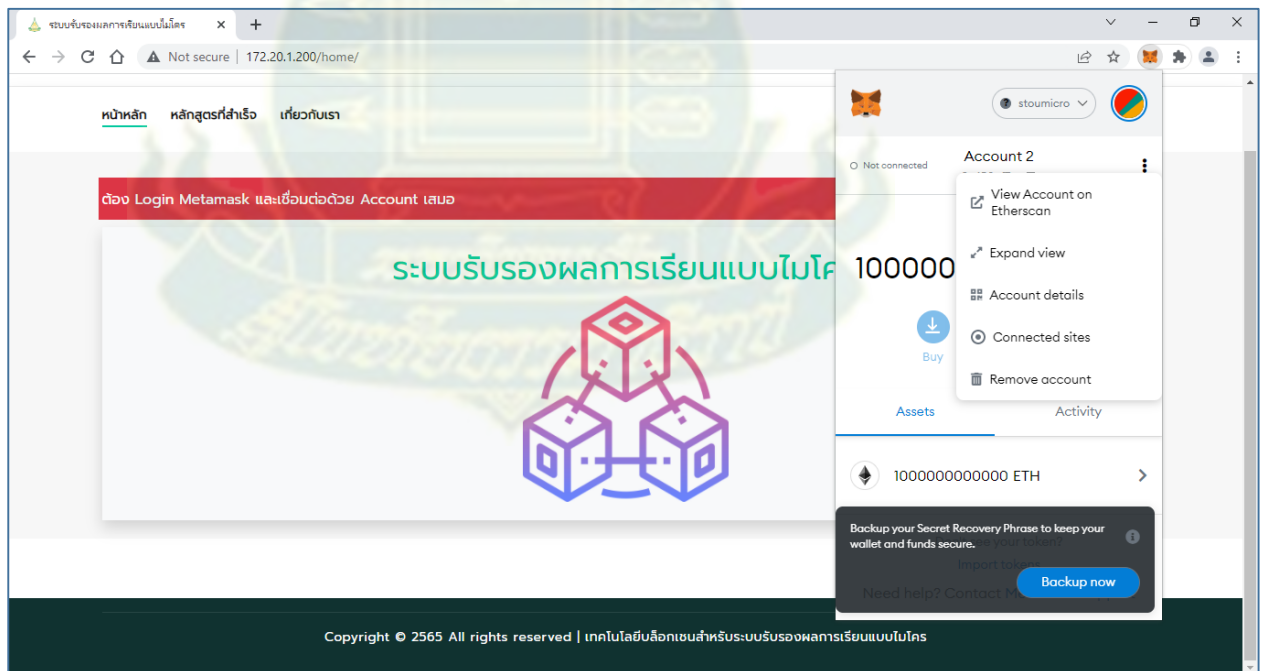 ระบบรับรองผลการเรียนแบบไมโคร
Not secure | 172.20.1.200/home/
หน้าหลัก หลักสูตรที่สำเร็จ เกี่ยวกับเรา
stoumicro
Not connected
Account 2
ต้อง Login Metamask และเชื่อมต่อด้วย Account เสมอ
View Account on
Etherscan
Expand view
Account details
Connected sites
Remove account
ระบบรับรองผลการเรียนแบบไมโค
100000
Buy
Assets Activity
1000000000000 ETH
Backup your Secret Recovery Phrase to keep your
wallet and funds secure.
your token?
Import tokens
Backup now
Need help? Contact M
Copyright © 2565 All rights reserved | เทคโนโลยีบล็อกเชนสำหรับระบบรับรองผลการเรียนแบบไมโคร